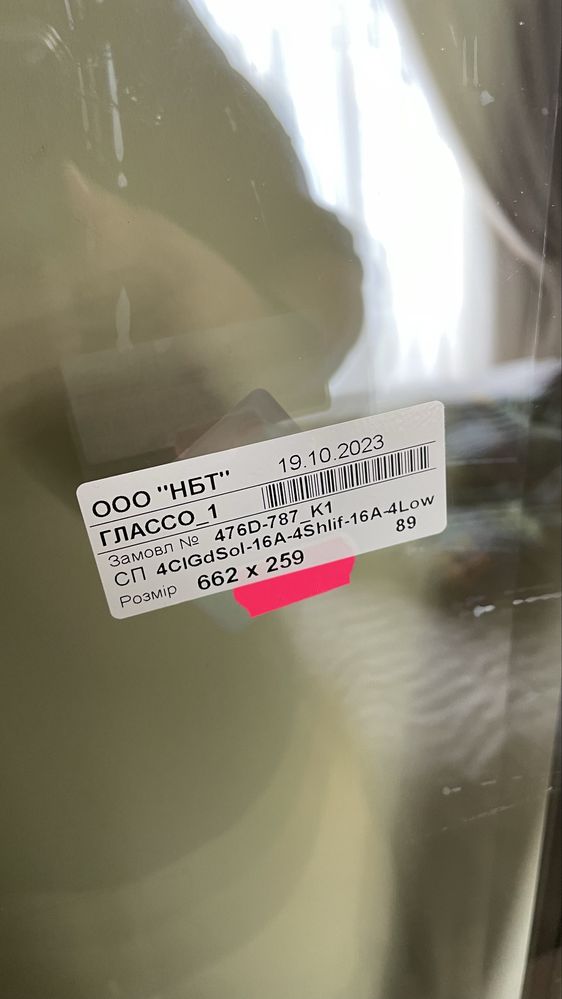 ООО "НБТ" 19.10.2023
ГЛАССО_1
Замовл № 476D-787_K1
СП 4ClGdSol-16A-4Shlif-16A-4Low
Розмір 662 x 259 89